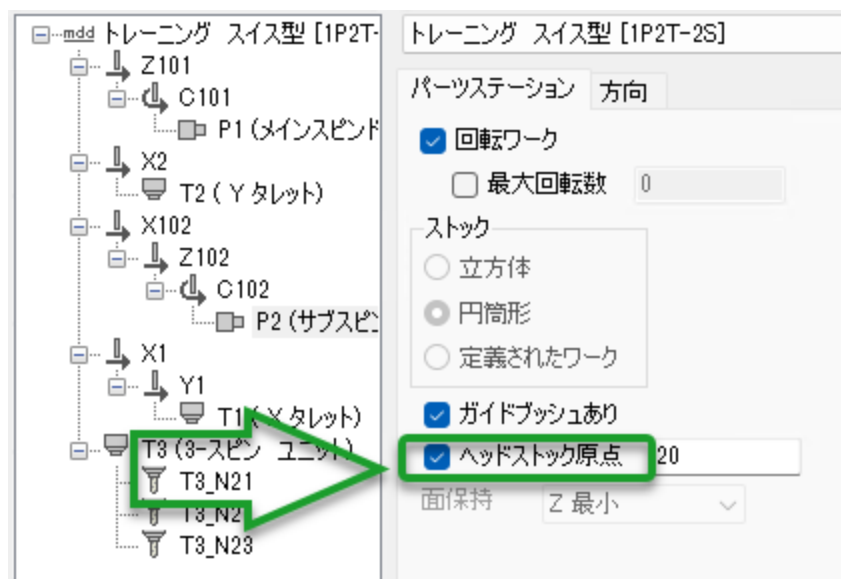 mdd トレーニング スイス型 [1P2T-
Z101
C101
P1 (メインスピンド
X2
T2 ( Y タレット)
X102
Z102
C102
P2 (サブスピン
X1
Y1
T1 ( X タレット)
T3 (3-スピン ユニット)
T3_N21
T3_N2
T3_N23
トレーニング スイス型 [1P2T-2S]
パーツステーション 方向
回転ワーク
最大回転数 0
ストック
立方体
円筒形
定義されたワーク
ガイドブッシュあり
ヘッドストック原点 20
面保持 Z 最小